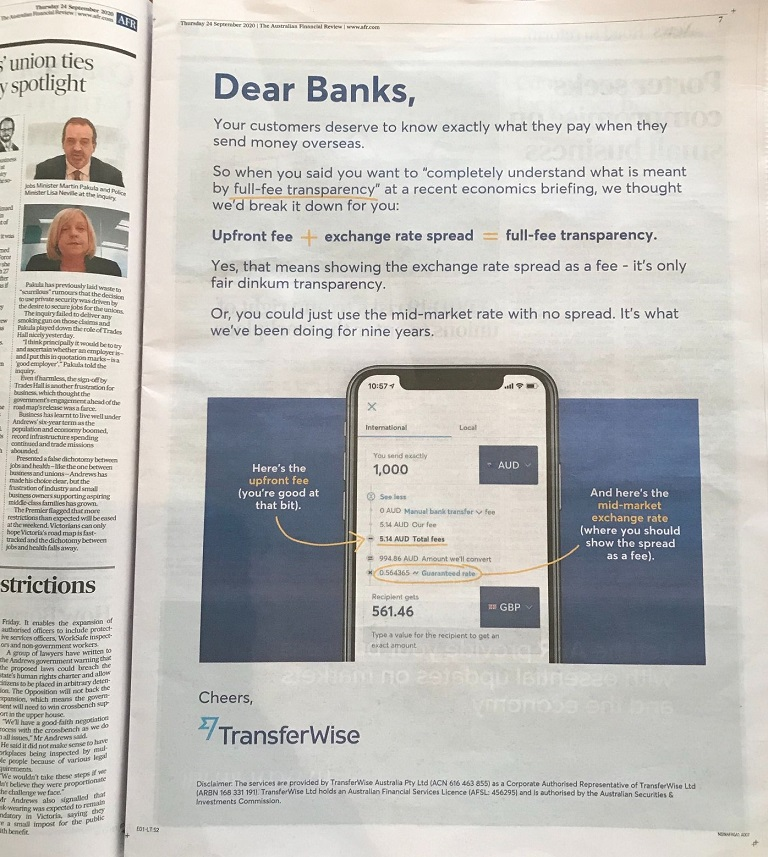 Thursday 24 September 2020
The Australian Financial Review | www.afr.com
AFR
s' union ties
y spotlight
Jobs Minister Martin Pakula and Police
Minister Lisa Neville at the inquiry.
Pakula has previously laid waste to
"scurrilous" rumours that the decision
to use private security was driven by
the desire to secure jobs for the unions.
The inquiry failed to deliver any
smoking gun on those claims and
Pakula played down the role of Trades
Hall nicely yesterday.
"I think principally it would be to try
and ascertain whether an employer is –
and I put this in quotation marks – is a
'good employer'," Pakula told the
inquiry.
Even if harmless, the sign-off by
Trades Hall is another frustration for
business, which thought the
government's engagement ahead of the
road map's release was a farce.
Business has learnt to live well under
Andrews' six-year term as the
population and economy boomed,
record infrastructure spending
continued and trade missions
abounded.
Presented a false dichotomy between
jobs and health – like the one between
business and unions – Andrews has
made his choice clear, but the
frustration of industry and small
business owners supporting aspiring
middle-class families has grown.
The Premier flagged that more
restrictions than expected will be eased
at the weekend. Victorians can only
hope Victoria's road map is fast-
tracked and the dichotomy between
jobs and health falls away.
strictions
Friday. It enables the expansion of
authorised officers to include protect-
ive services officers, WorkSafe inspect-
ors and non-government workers.
A group of lawyers have written to
the Andrews government warning that
the proposed laws could breach the
state's human rights charter and allow
citizens to be placed in arbitrary deten-
tion. The Opposition will not back the
expansion, which means the govern-
ment will need to win crossbench sup-
port in the upper house.
"We'll have a good-faith negotiation
process with the crossbench as we do
all issues," Mr Andrews said.
He said it did not make sense to have
workplaces being inspected by mul-
people because of various legal
quirements.
"We wouldn't take these steps if we
didn't believe they were proportionate
the challenge we face."
Mr Andrews also signalled that
sk-wearing was expected to remain
ndatory in Victoria, saying they
e a small impost for the public
lth benefit.
Thursday 24 September 2020 | The Australian Financial Review | www.afr.com
7
Dear Banks,
Your customers deserve to know exactly what they pay when they
send money overseas.
So when you said you want to "completely understand what is meant
by full-fee transparency" at a recent economics briefing, we thought
we'd break it down for you:
Upfront fee + exchange rate spread = full-fee transparency.
Yes, that means showing the exchange rate spread as a fee - it's only
fair dinkum transparency.
Or, you could just use the mid-market rate with no spread. It's what
we've been doing for nine years.
10:57
International Local
You send exactly
1,000
AUD
See less
0 AUD Manual bank transfer fee
5.14 AUD Our fee
5.14 AUD Total fees
994.86 AUD Amount we'll convert
0.564365 Guaranteed rate
Recipient gets
561.46
GBP
Type a value for the recipient to get an
exact amount.
Here's the
upfront fee
(you're good at
that bit).
And here's the
mid-market
exchange rate
(where you should
show the spread
as a fee).
Cheers,
TransferWise
Disclaimer: The services are provided by TransferWise Australia Pty Ltd (ACN 616 463 855) as a Corporate Authorised Representative of TransferWise Ltd
(ARBN 168 331 191). TransferWise Ltd holds an Australian Financial Services Licence (AFSL: 456295) and is authorised by the Australian Securities &
Investments Commission.